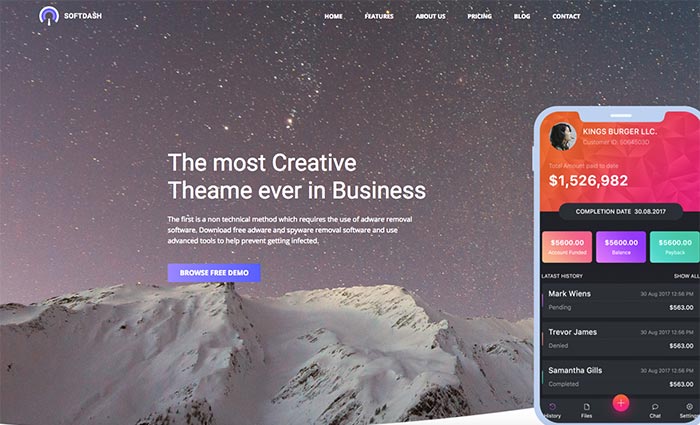 SOFTDASH
HOME FEATURES ABOUT US PRICING BLOG CONTACT
The most Creative
Theame ever in Business
The first is a non technical method which requires the use of adware removal
software. Download free adware and spyware removal software and use
advanced tools to help prevent getting infected.
BROWSE FREE DEMO
KINGS BURGER LLC.
Customer ID: 5064503D
Total Amount paid to date
$1,526,982
COMPLETION DATE 30.08.2017
$5600.00 $5600.00 $5600.00
Account Funded Balance Payback
LATAST HISTORY SHOW ALL
Mark Wiens 30 Aug 2017 12:56 PM
Pending $563.00
Trevor James 30 Aug 2017 12:56 PM
Denied $563.00
Samantha Gills 30 Aug 2017 12:56 PM
Completed $563.00
History Files Chat Settings